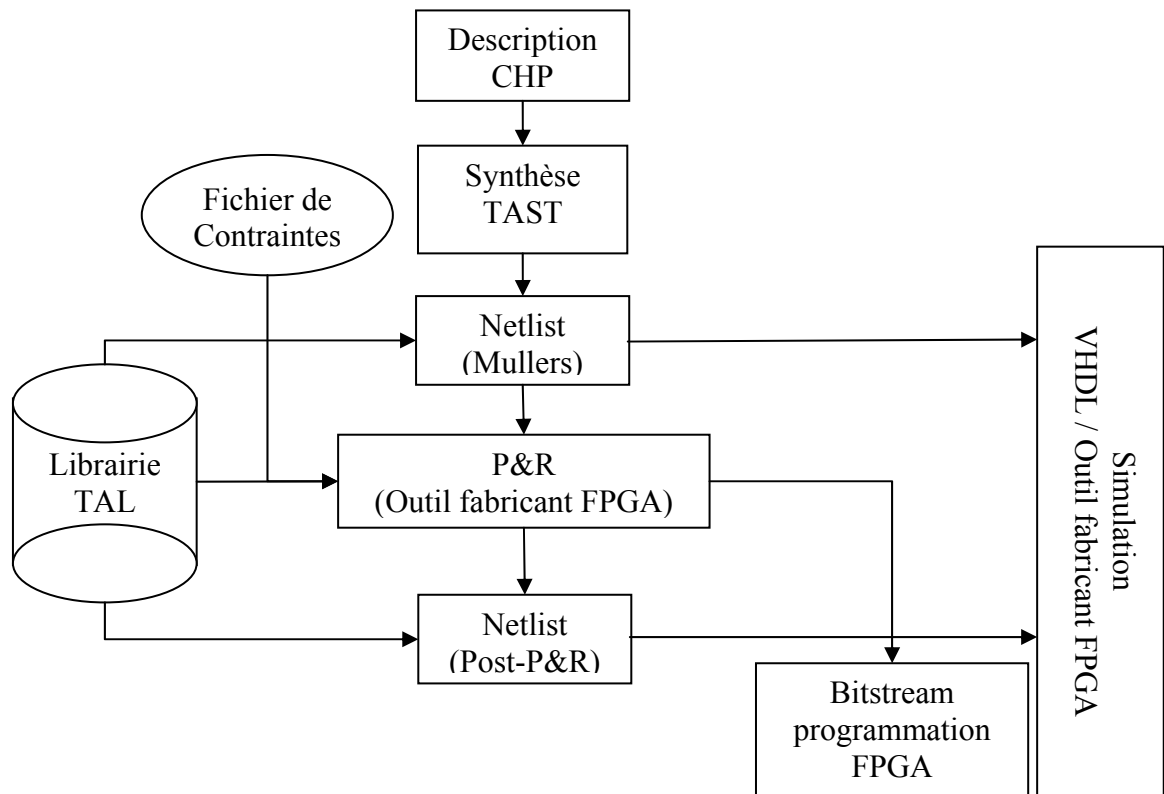 Description
CHP
Synthèse
TAST
Fichier de
Contraintes
Netlist
(Mullers)
Librairie
TAL
P&R
(Outil fabricant FPGA)
Netlist
(Post-P&R)
Bitstream
programmation
FPGA
Simulation
VHDL / Outil fabricant FPGA